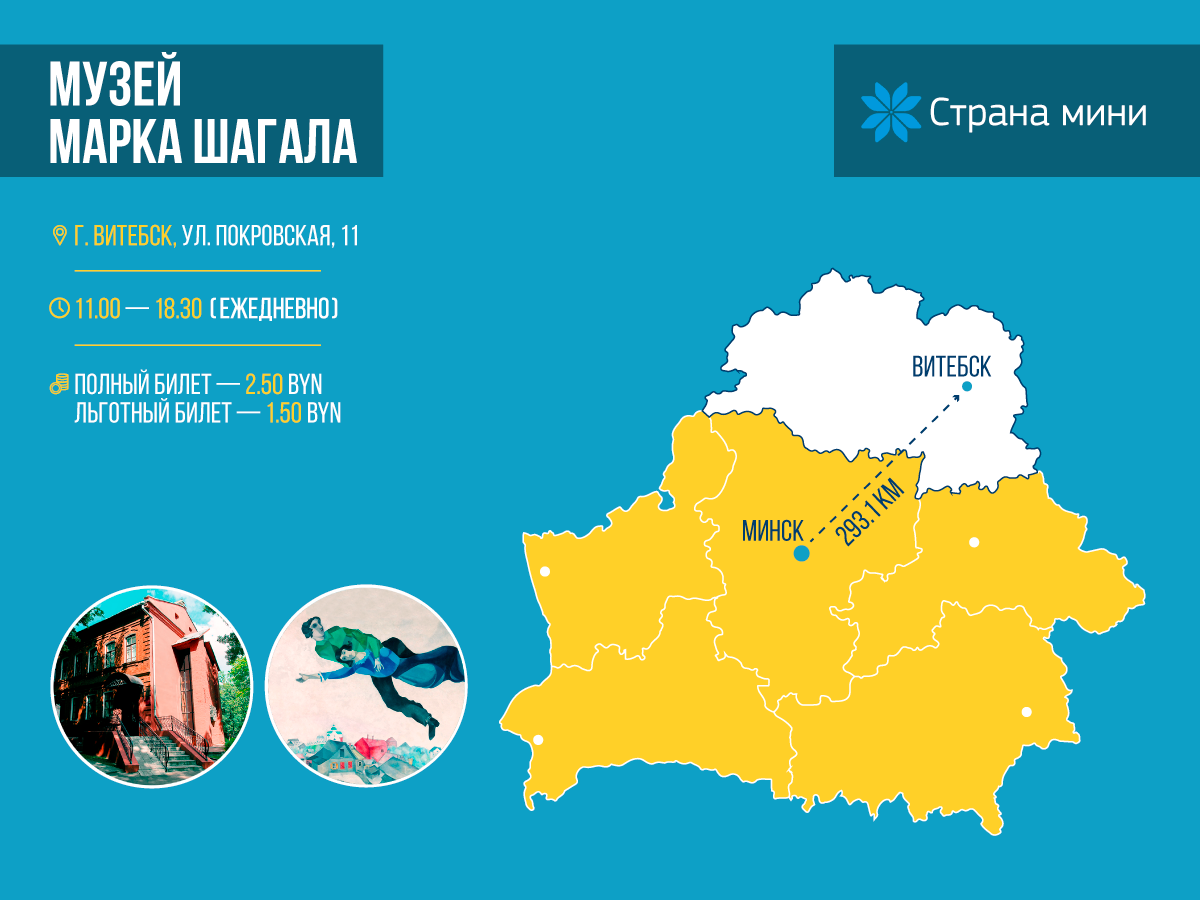 МУЗЕЙ
МАРКА ШАГАЛА
Страна мини
Г. ВИТЕБСК, УЛ. ПОКРОВСКАЯ, 11
11.00 — 18.30 (ЕЖЕДНЕВНО)
ПОЛНЫЙ БИЛЕТ — 2.50 BYN
ЛЬГОТНЫЙ БИЛЕТ — 1.50 BYN
ВИТЕБСК
293.1 КМ
МИНСК